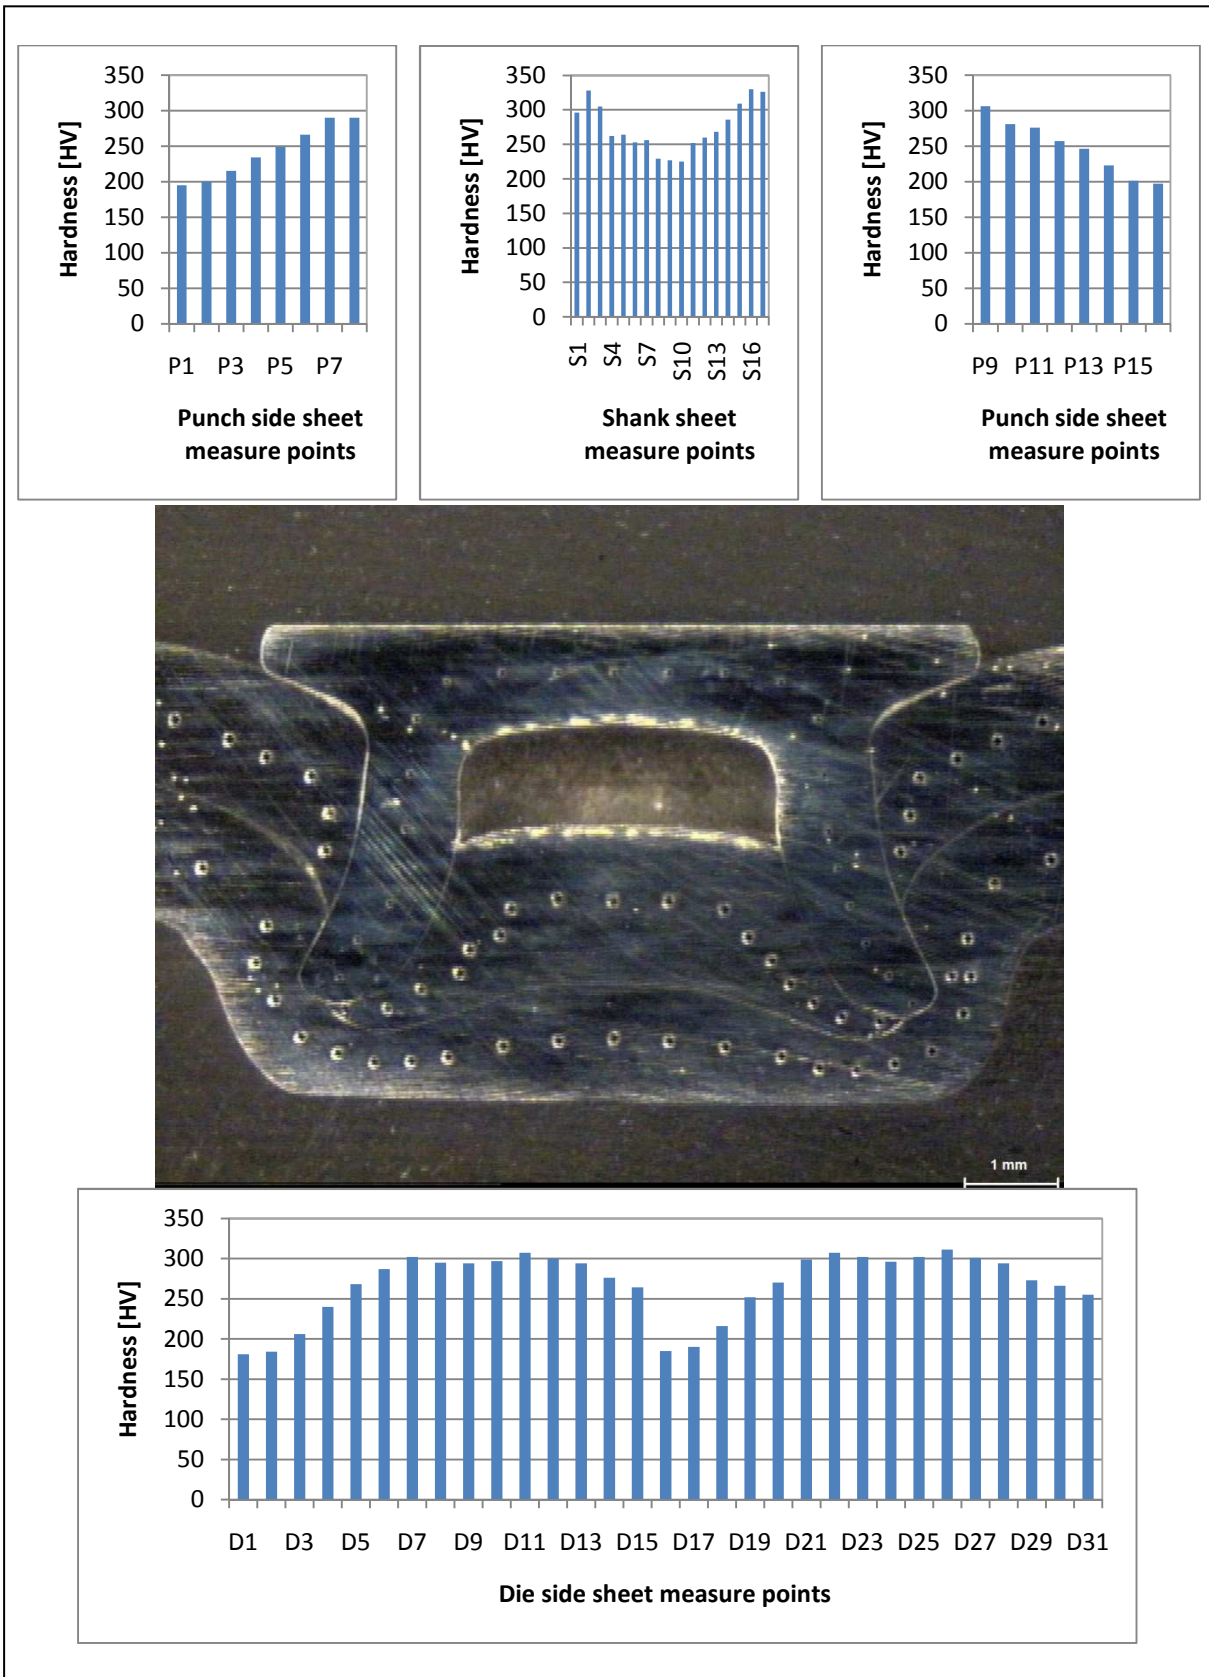 350
300
250
200
150
100
50
0
Hardness [HV]
P1 P3 P5 P7
Punch side sheet
measure points
350
300
250
200
150
100
50
0
Hardness [HV]
S1 S4 S7 S10 S13 S16
Shank sheet
measure points
350
300
250
200
150
100
50
0
Hardness [HV]
P9 P11 P13 P15
Punch side sheet
measure points
1 mm
350
300
250
200
150
100
50
0
Hardness [HV]
D1 D3 D5 D7 D9 D11 D13 D15 D17 D19 D21 D23 D25 D27 D29 D31
Die side sheet measure points